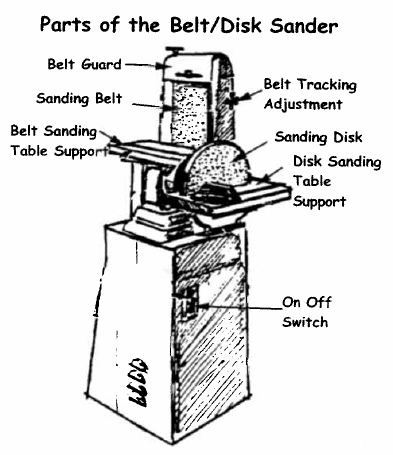 Parts of the Belt/Disk Sander
Belt Guard
Sanding Belt
Belt Sanding
Table Support
Belt Tracking
Adjustment
Sanding Disk
Disk Sanding
Table
Support
On Off
Switch